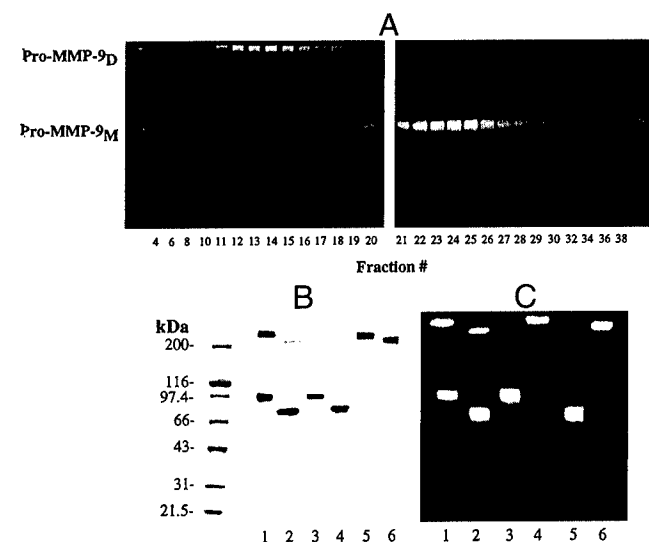 A
Pro-MMP-9D
Pro-MMP-9M
4 6 8 10 11 12 13 14 15 16 17 18 19 20 21 22 23 24 25 26 27 28 29 30 32 34 36 38
Fraction #
B C
kDa
200-
116-
97.4-
66-
43-
31-
21.5-
1 2 3 4 5 6 1 2 3 4 5 6